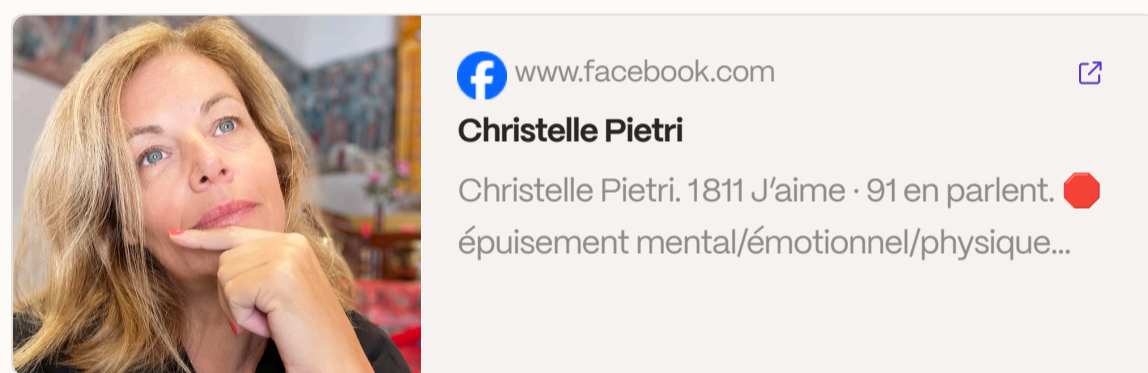 www.facebook.com
Christelle Pietri
Christelle Pietri. 1811 J’aime · 91 en parlent. 🛑
épuisement mental/émotionnel/physique...